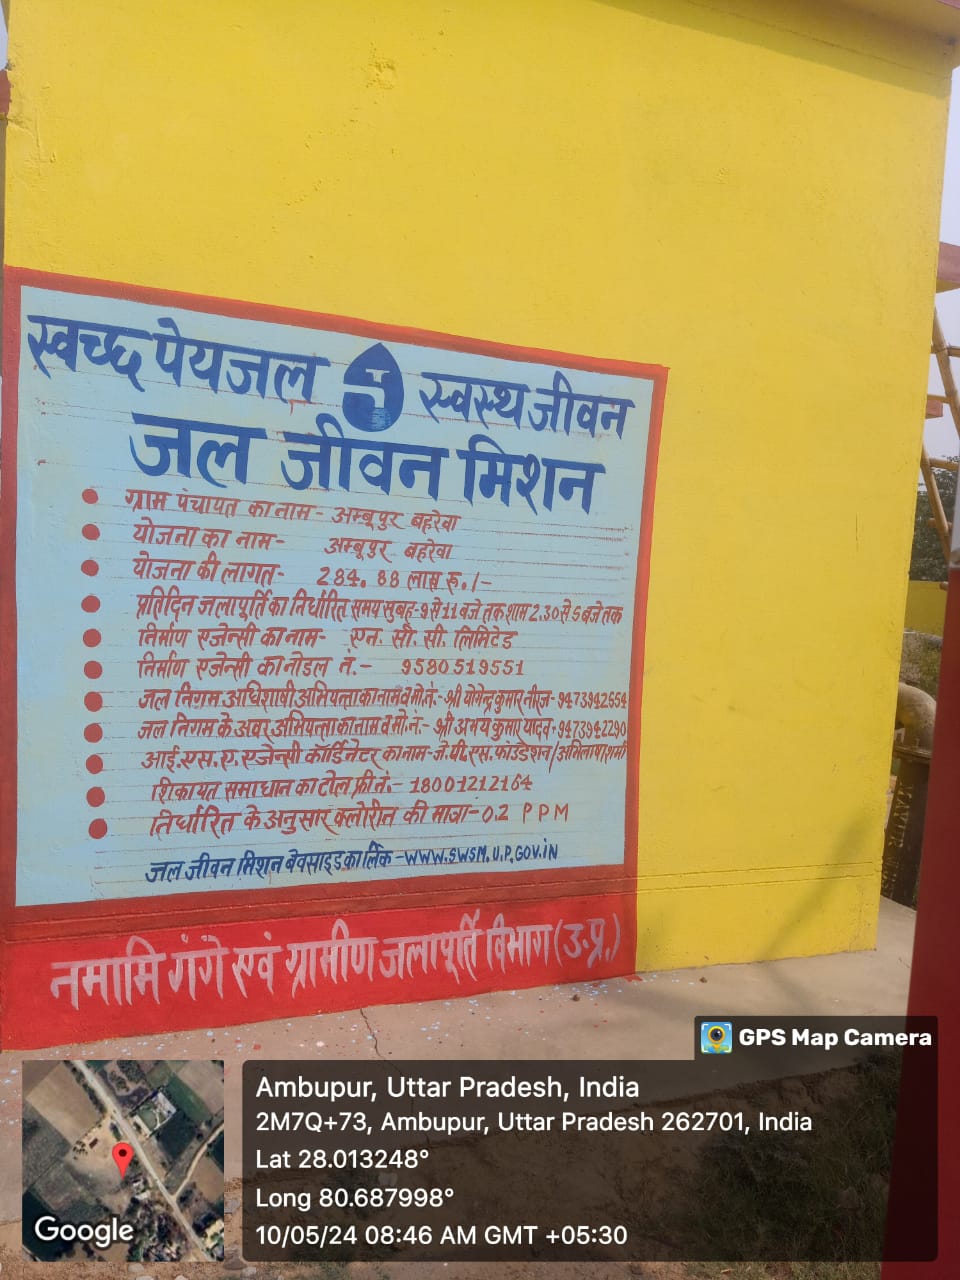 स्वच्छ पेयजल स्वस्थ जीवन
जल जीवन मिशन
ग्राम पंचायत का नाम- अम्बूपुर बहरेवा
योजना का नाम- अम्बूपुर बहरेवा
योजना की लागत- 284.88 लाख रु./-
प्रतिदिन जलापूर्ति का निर्धारित समय सुबह-9 से 11 बजे तक शाम 2.30 से 5 बजे तक
निर्माण एजेन्सी का नाम- एन. सी. सी. लिमिटेड
निर्माण एजेन्सी का नोडल नं.- 9580519551
जल निगम अधिशाषी अभियन्ता का नाम व मो.नं.- श्री योगेन्द्र कुमार नीरज- 9473942654
जल निगम के अवर अभियन्ता का नाम व मो.नं.- श्री अभय कुमार यादव- 9473942290
आई.एस.ए. एजेन्सी कॉर्डिनेटर का नाम- जे.बी.एस. फाउंडेशन/अभिलाषा शर्मा
शिकायत समाधान का टोल फ्री नं.- 18001212164
निर्धारित के अनुसार क्लोरीन की मात्रा- 0.2 PPM
जल जीवन मिशन बेवसाइड का लिंक -WWW.SWSM.U.P.GOV.iN
नमामि गंगे एवं ग्रामीण जलापूर्ति विभाग (उ.प्र.)
GPS Map Camera
Ambupur, Uttar Pradesh, India
2M7Q+73, Ambupur, Uttar Pradesh 262701, India
Lat 28.013248°
Long 80.687998°
10/05/24 08:46 AM GMT +05:30
Google